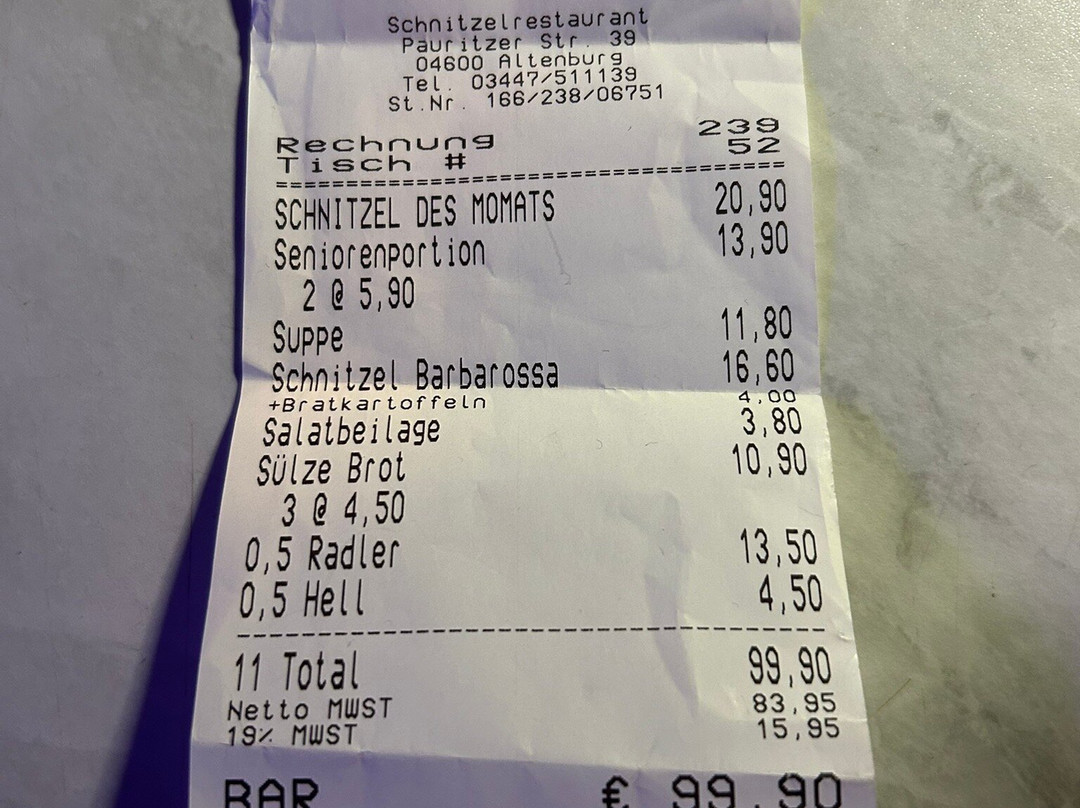 Schnitzelrestaurant
Pauritzer Str. 39
04600 Altenburg
Tel. 03447/511139
St.Nr. 166/238/06751
Rechnung 239
Tisch # 52
SCHNITZEL DES MOMATS 20,90
Seniorenportion 13,90
2 @ 5,90
Suppe 11,80
Schnitzel Barbarossa 16,60
+Bratkartoffeln 4,00
Salatbeilage 3,80
Sülze Brot 10,90
3 @ 4,50
0,5 Radler 13,50
0,5 Hell 4,50
11 Total 99,90
Netto MWST 83,95
19% MWST 15,95
BAR € 99,90